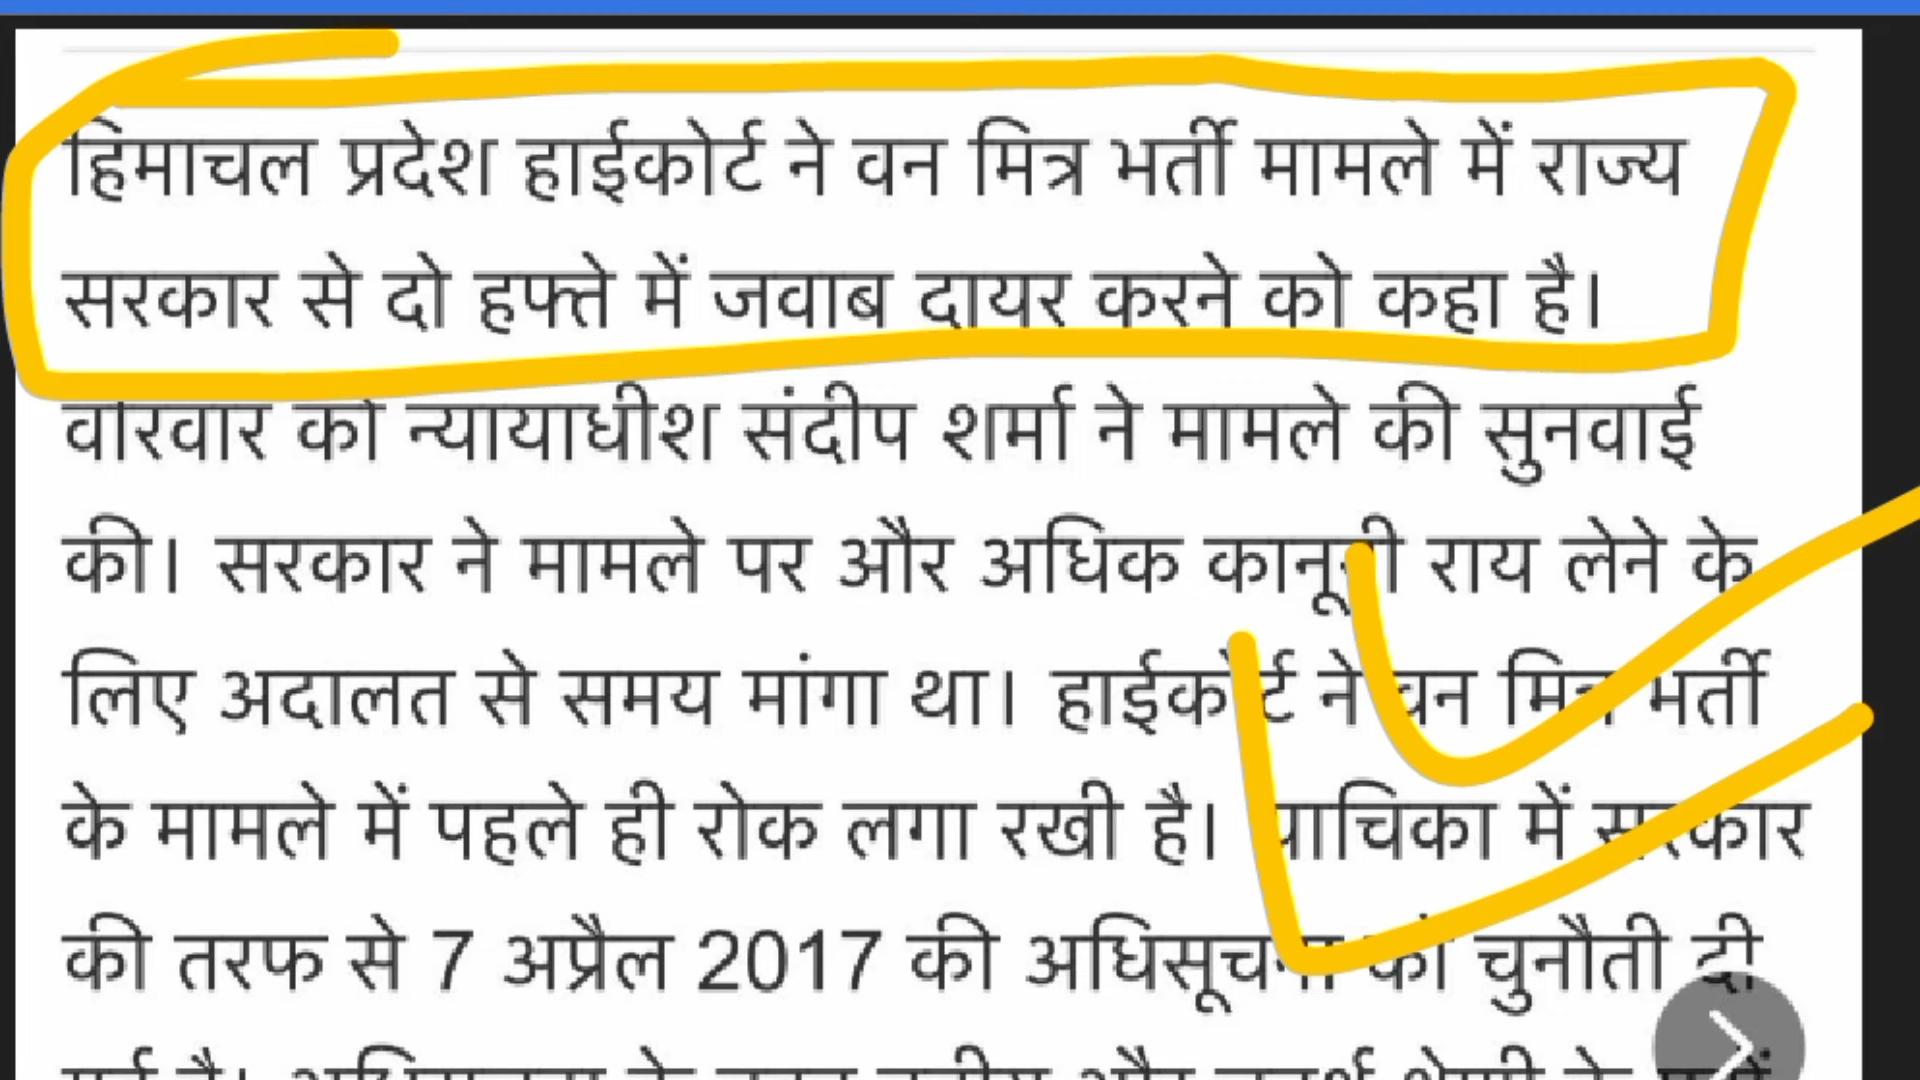 हिमाचल प्रदेश हाईकोर्ट ने वन मित्र भर्ती मामले में राज्य
सरकार से दो हफ्ते में जवाब दायर करने को कहा है।
वीरवार को न्यायाधीश संदीप शर्मा ने मामले की सुनवाई
की। सरकार ने मामले पर और अधिक कानूनी राय लेने के
लिए अदालत से समय मांगा था। हाईकोर्ट ने वन मित्र भर्ती
के मामले में पहले ही रोक लगा रखी है। याचिका में सरकार
की तरफ से 7 अप्रैल 2017 की अधिसूचना को चुनौती दी